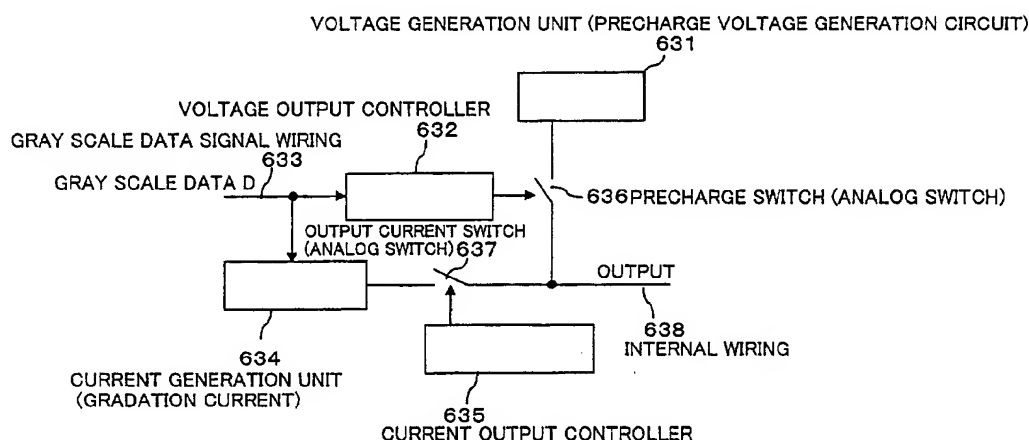 VOLTAGE GENERATION UNIT (PRECHARGE VOLTAGE GENERATION CIRCUIT)
631
VOLTAGE OUTPUT CONTROLLER
632
GRAY SCALE DATA SIGNAL WIRING
633
GRAY SCALE DATA D
636 PRECHARGE SWITCH (ANALOG SWITCH)
OUTPUT CURRENT SWITCH
(ANALOG SWITCH) 637
OUTPUT
638
INTERNAL WIRING
634
CURRENT GENERATION UNIT
(GRADATION CURRENT)
635
CURRENT OUTPUT CONTROLLER